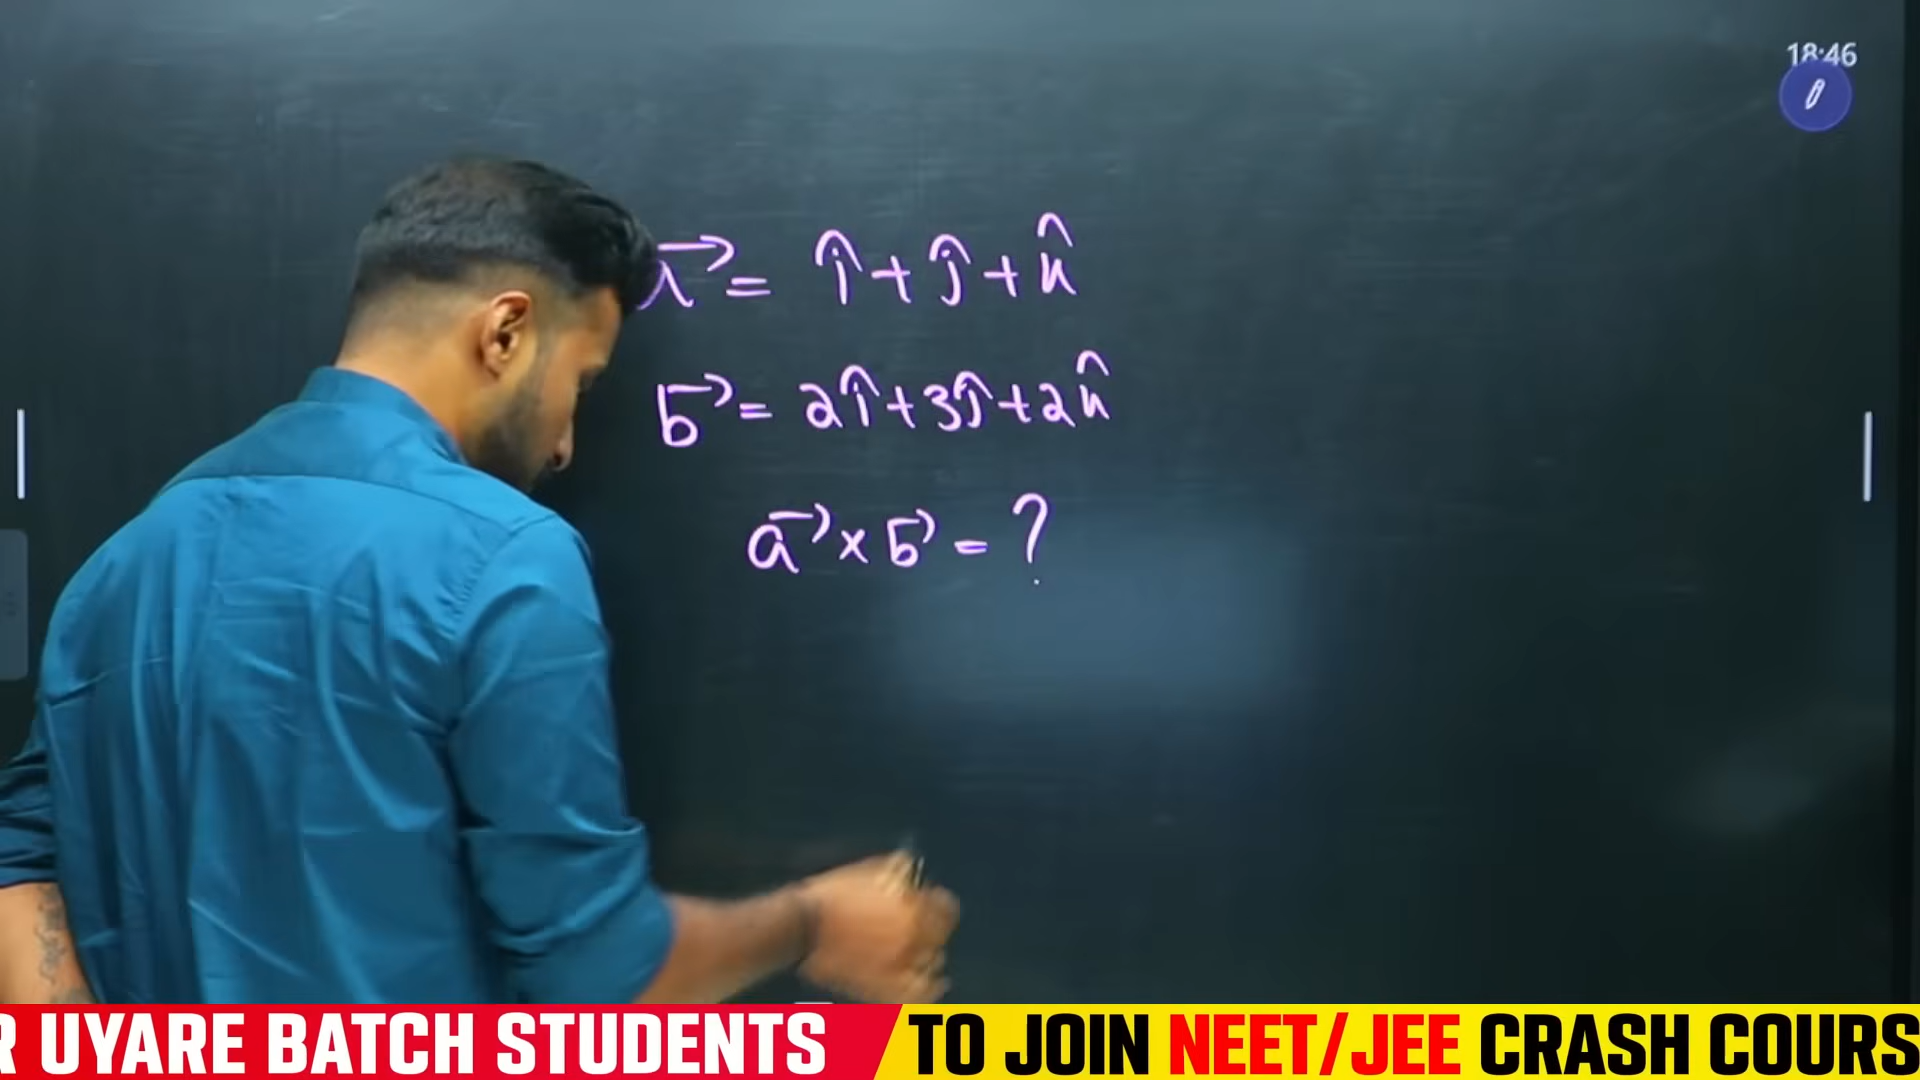 18:46
a⃗ = î + ĵ + k̂
b⃗ = 2î + 3ĵ + 2k̂
a⃗ × b⃗ = ?
R UYARE BATCH STUDENTS
TO JOIN NEET/JEE CRASH COURS